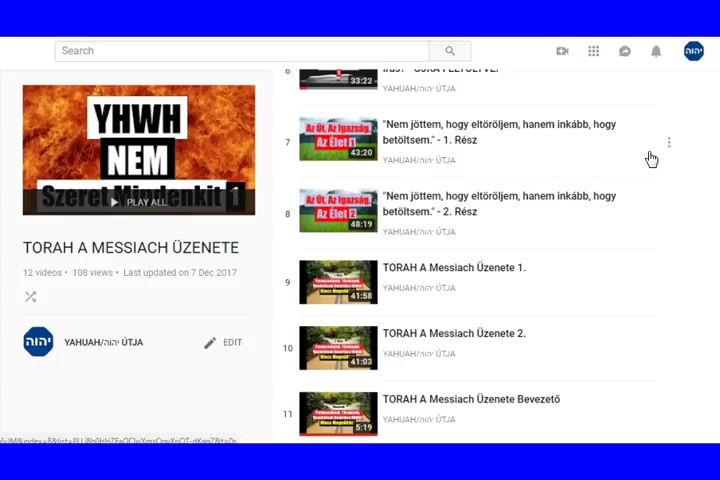 Search
YHWH
NEM
Szeret Mindenkit 1
PLAY ALL
TORAH A MESSIACH ÜZENETE
12 videos • 108 views • Last updated on 7 Dec 2017
יהוה
YAHUAH/יהוה ÚTJA
EDIT
יהוה
6
33:22
YAHUAH/יהוה ÚTJA
7
Az Út, Az Igazság,
Az Élet 1
43:20
"Nem jöttem, hogy eltöröljem, hanem inkább, hogy
betöltsem." - 1. Rész
YAHUAH/יהוה ÚTJA
8
Az Út, Az Igazság,
Az Élet 2
48:19
"Nem jöttem, hogy eltöröljem, hanem inkább, hogy
betöltsem." - 2. Rész
YAHUAH/יהוה ÚTJA
9
41:58
TORAH A Messiach Üzenete 1.
YAHUAH/יהוה ÚTJA
10
41:03
TORAH A Messiach Üzenete 2.
YAHUAH/יהוה ÚTJA
11
5:19
TORAH A Messiach Üzenete Bevezető
YAHUAH/יהוה ÚTJA